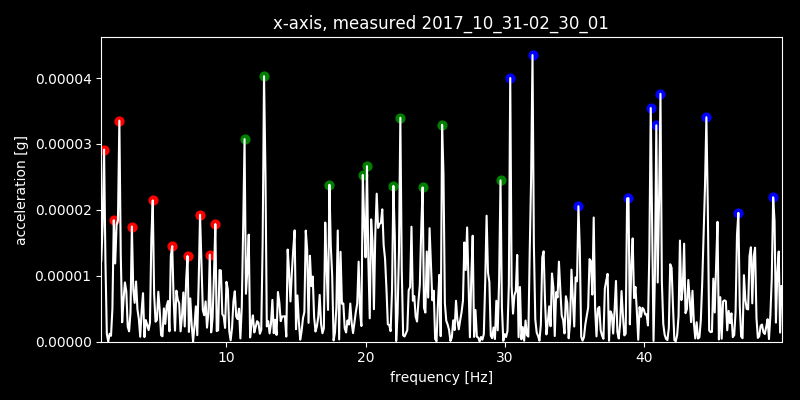 x-axis, measured 2017_10_31-02_30_01
0.00004
0.00003
0.00002
0.00001
0.00000
acceleration [g]
10 20 30 40
frequency [Hz]